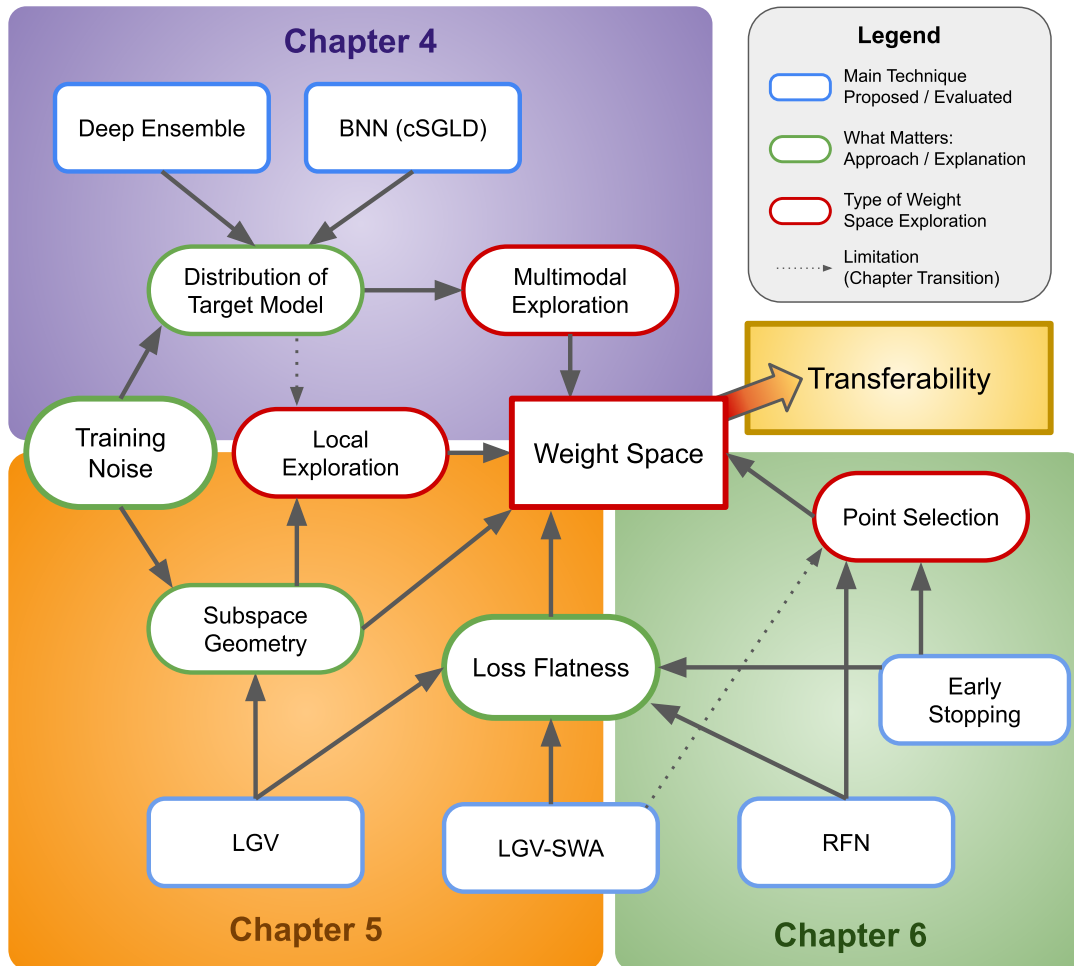 Chapter 4
Deep Ensemble
BNN (cSGLD)
Distribution of
Target Model
Multimodal
Exploration
Legend
Main Technique
Proposed / Evaluated
What Matters:
Approach / Explanation
Type of Weight
Space Exploration
Limitation
(Chapter Transition)
Transferability
Training
Noise
Local
Exploration
Weight Space
Point Selection
Subspace
Geometry
Loss Flatness
Early
Stopping
LGV
LGV-SWA
RFN
Chapter 5
Chapter 6